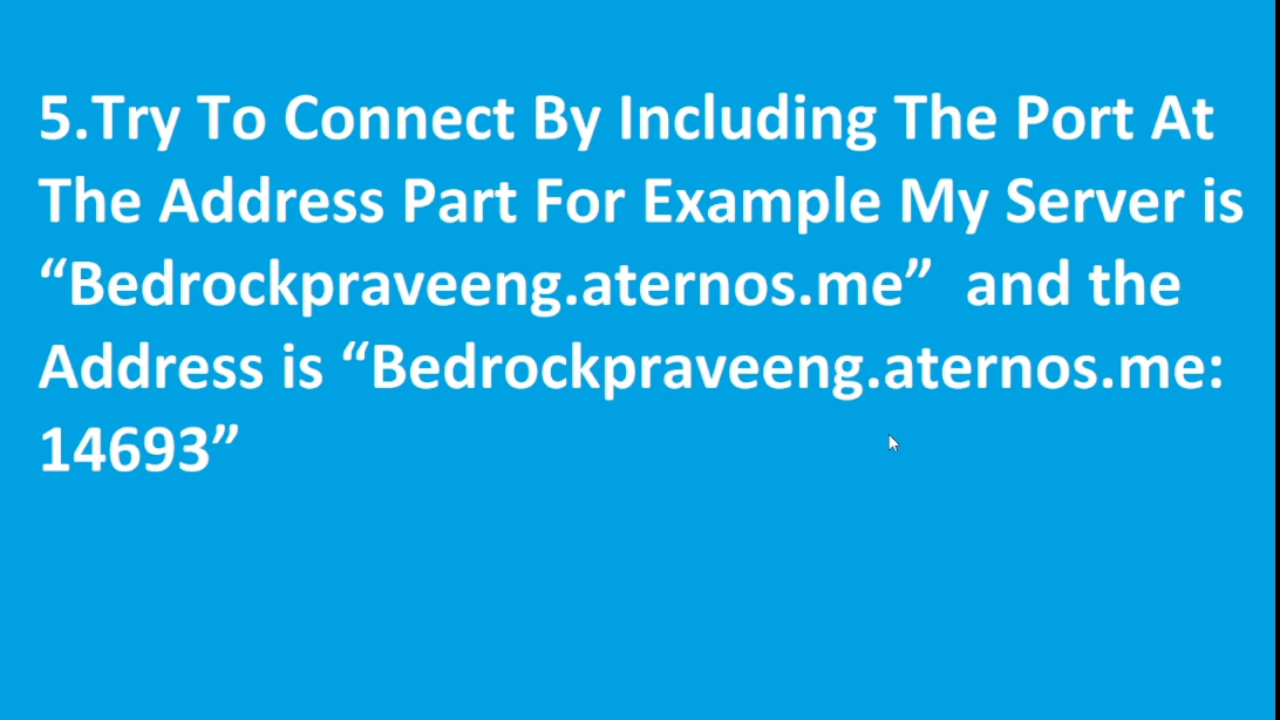 5.Try To Connect By Including The Port At
The Address Part For Example My Server is
“Bedrockpraveeng.aternos.me”  and the
Address is “Bedrockpraveeng.aternos.me:
14693”